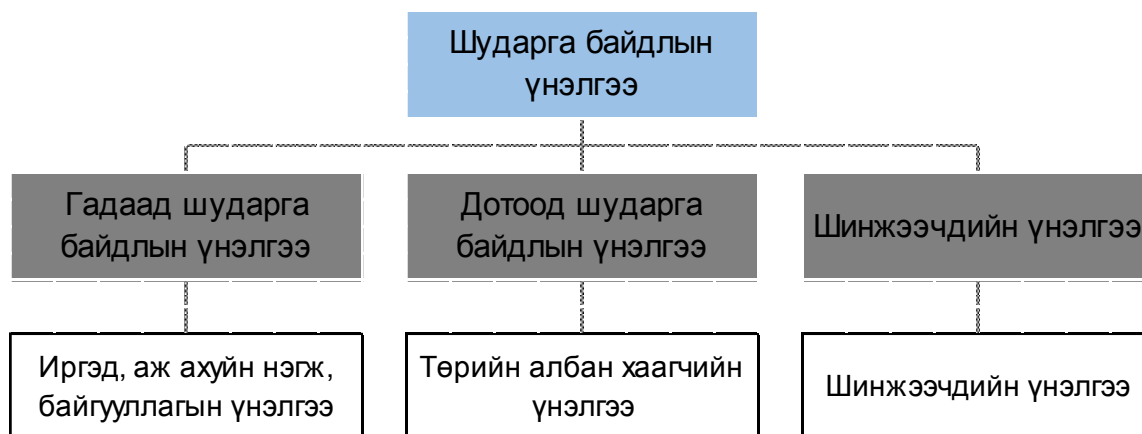 Шударга байдлын
үнэлгээ
Гадаад шударга
байдлын үнэлгээ
Дотоод шударга
байдлын үнэлгээ
Шинжээчдийн үнэлгээ
Иргэд, аж ахуйн нэгж,
байгууллагын үнэлгээ
Төрийн албан хаагчийн
үнэлгээ
Шинжээчдийн үнэлгээ